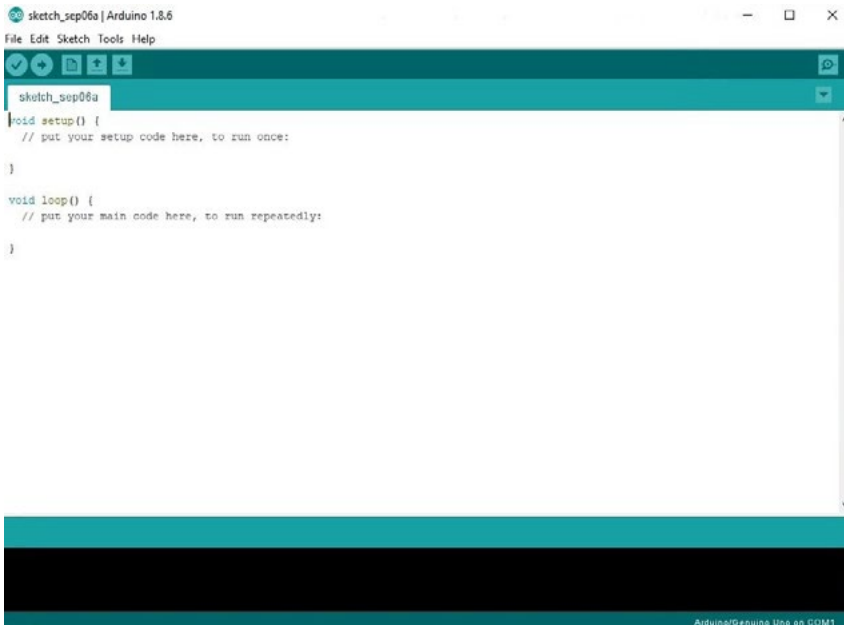 sketch_sep06a | Arduino 1.8.6
File Edit Sketch Tools Help
sketch_sep06a
void setup() {
  // put your setup code here, to run once:
}
void loop() {
  // put your main code here, to run repeatedly:
}
Arduino/Genuino Uno on COM1